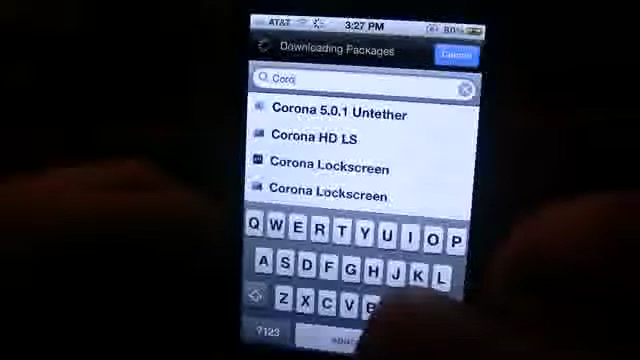 AT&T 3:27 PM 80%
Downloading Packages Cancel
Coro
Corona 5.0.1 Untether
Corona HD LS
Corona Lockscreen
Corona Lockscreen
Q W E R T Y U I O P
A S D F G H J K L
Z X C V B
?123